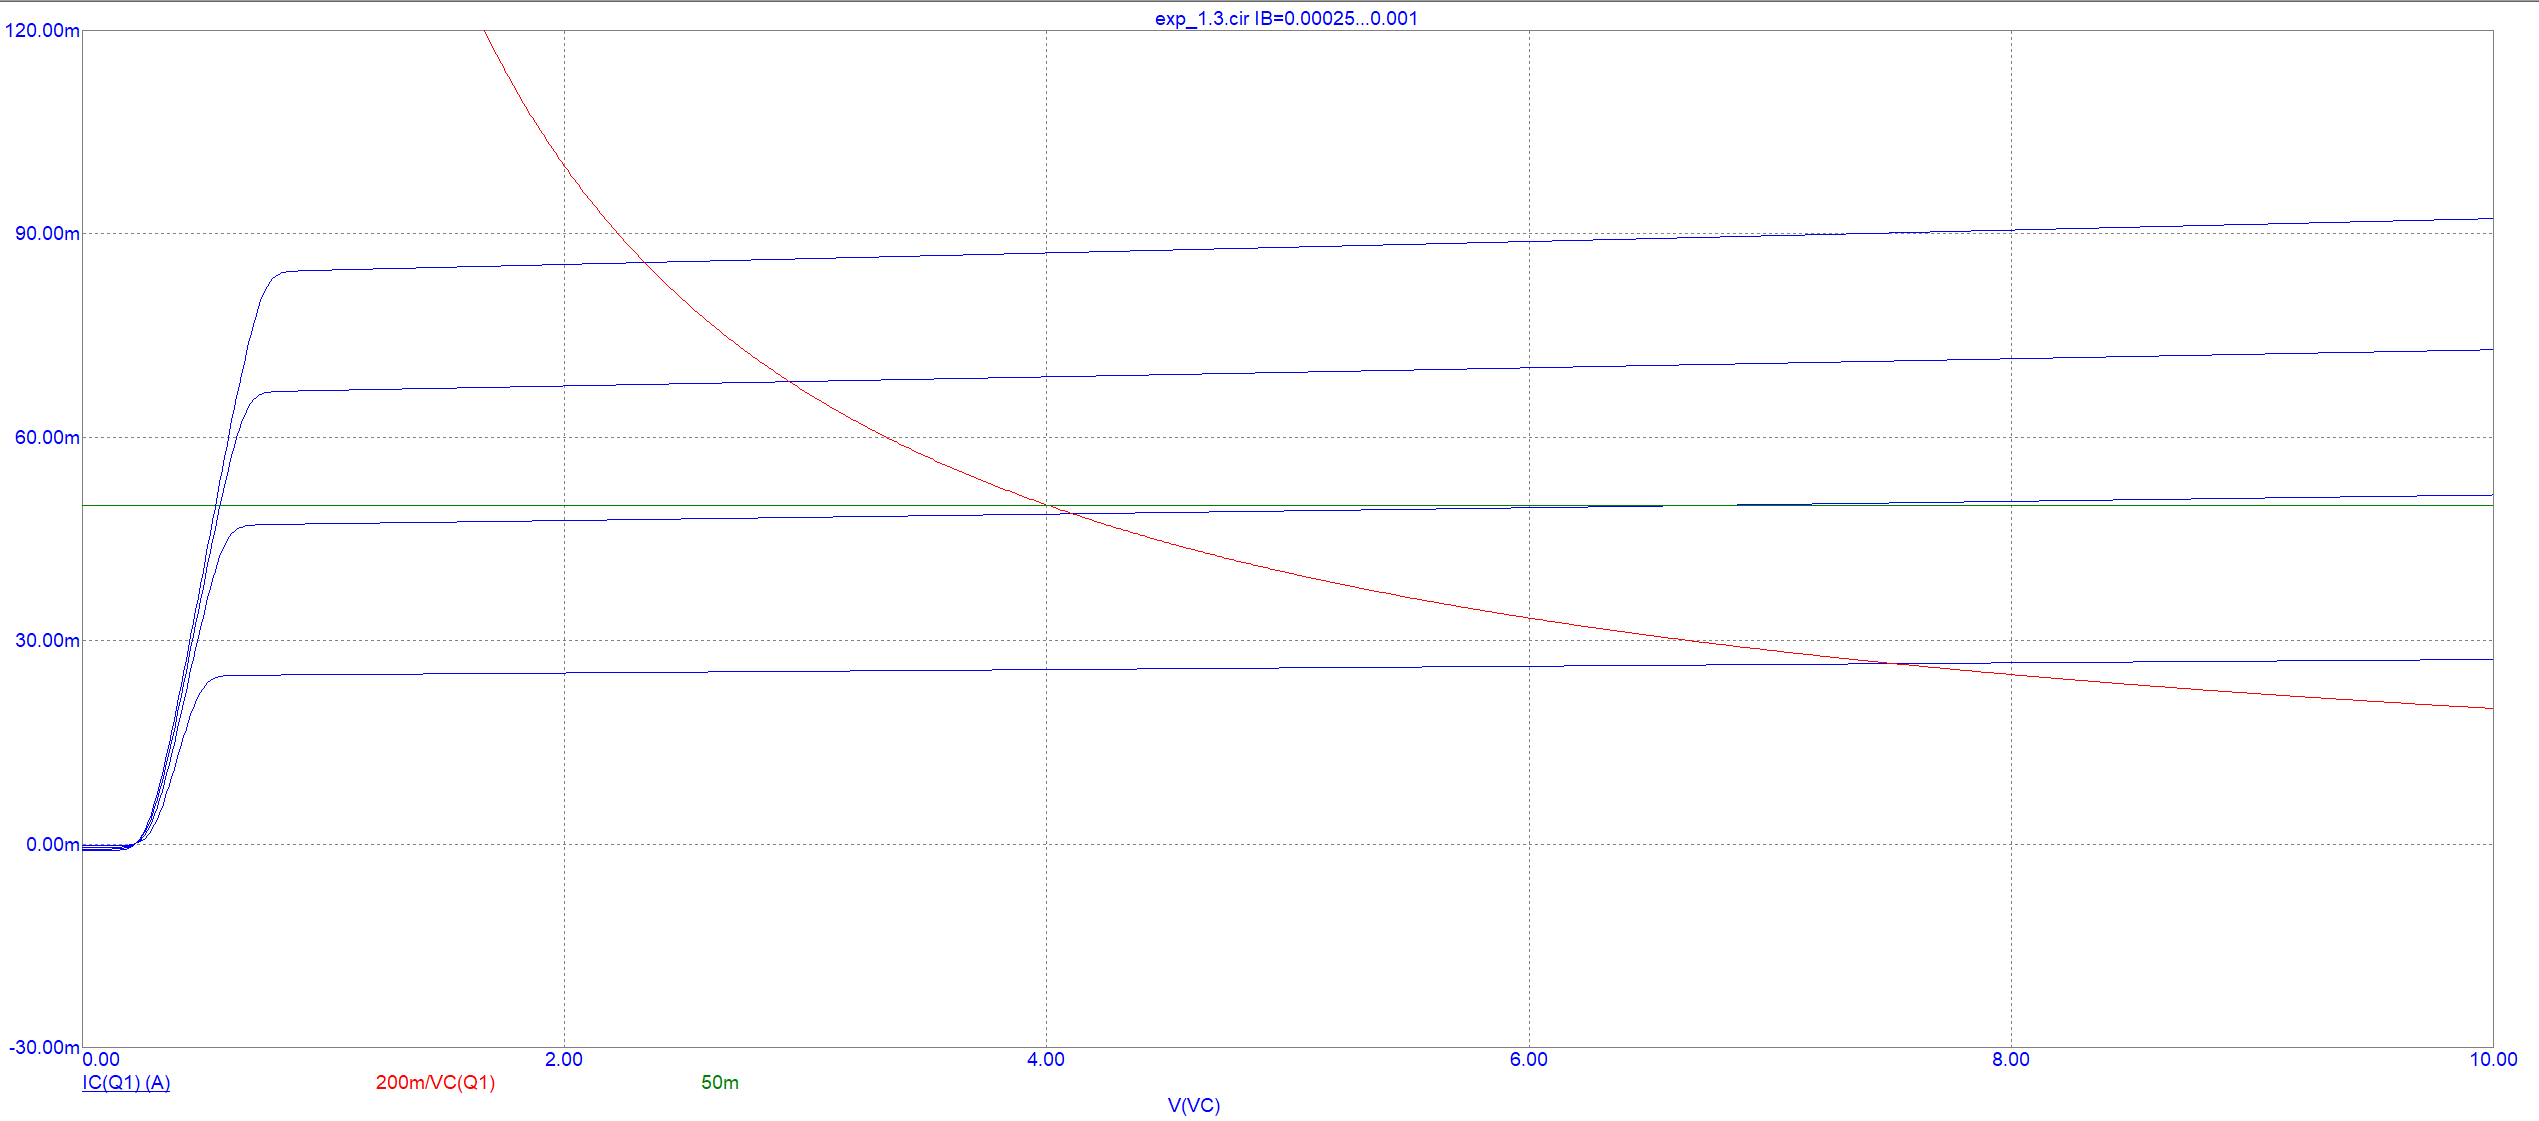 exp_1.3.cir IB=0.00025...0.001
120.00m
90.00m
60.00m
30.00m
0.00m
-30.00m
0.00 2.00 4.00 6.00 8.00 10.00
IC(Q1) (A) 200m/VC(Q1) 50m
V(VC)